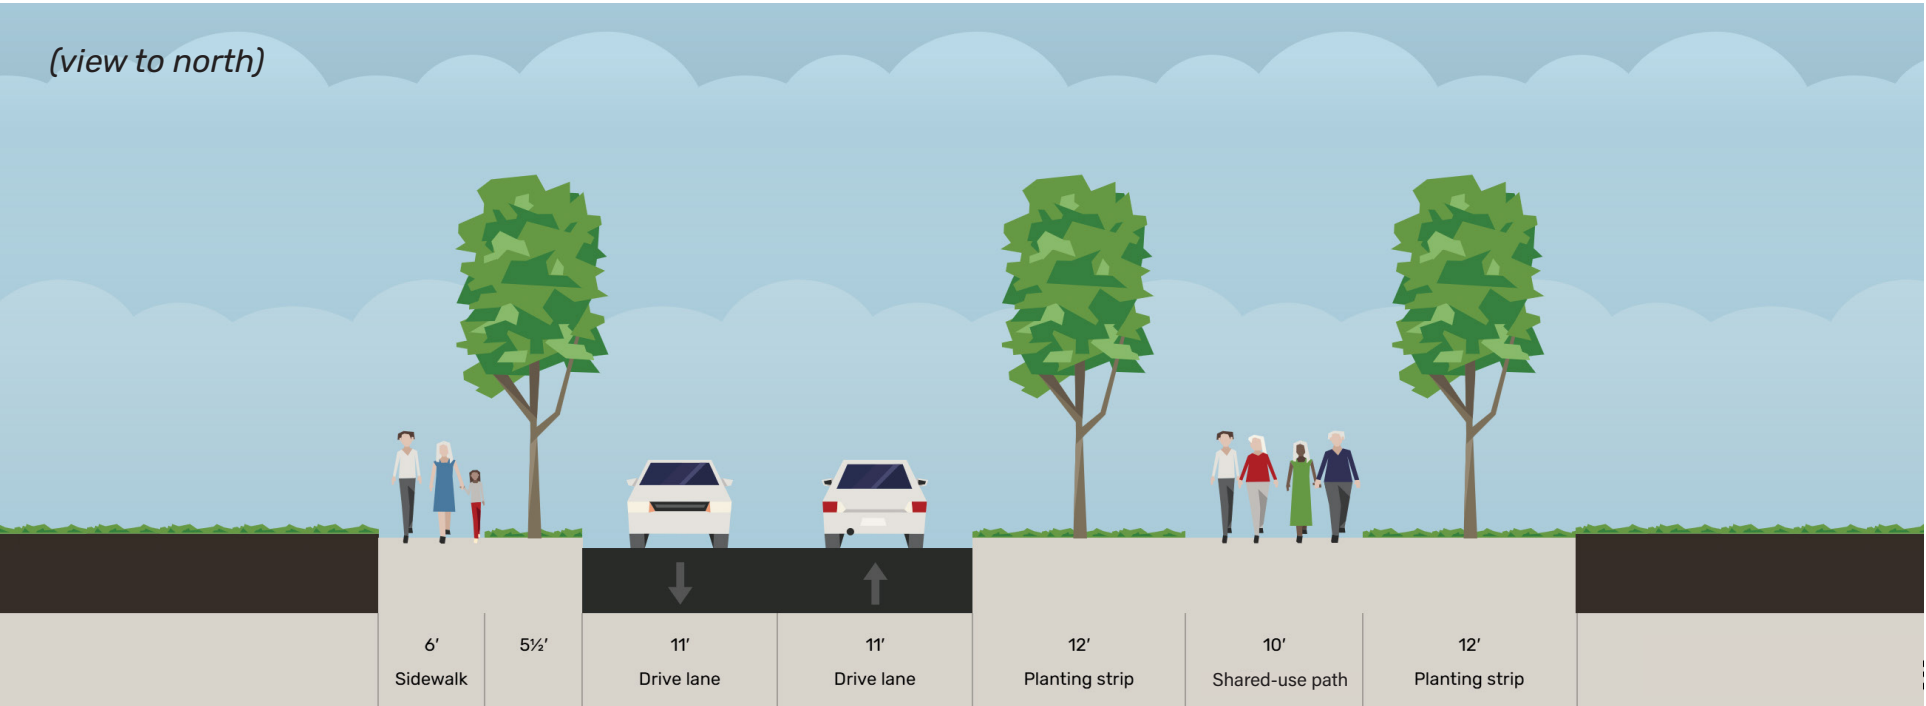 (view to north)
6′ 5½′ 11′ 11′ 12′ 10′ 12′
Sidewalk Drive lane Drive lane Planting strip Shared-use path Planting strip